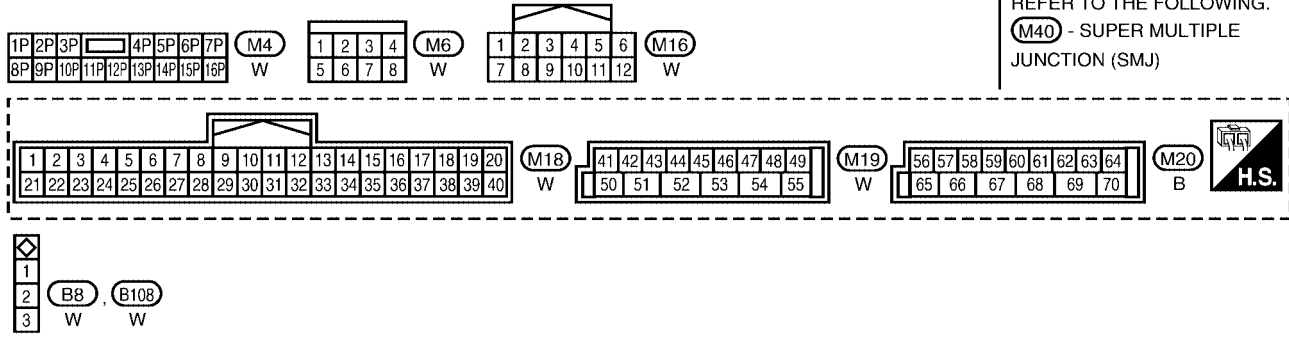 REFER TO THE FOLLOWING.
M40 - SUPER MULTIPLE
JUNCTION (SMJ)
1P 2P 3P 4P 5P 6P 7P
8P 9P 10P 11P 12P 13P 14P 15P 16P
M4
W
1 2 3 4
5 6 7 8
M6
W
1 2 3 4 5 6
7 8 9 10 11 12
M16
W
1 2 3 4 5 6 7 8 9 10 11 12 13 14 15 16 17 18 19 20
21 22 23 24 25 26 27 28 29 30 31 32 33 34 35 36 37 38 39 40
M18
W
41 42 43 44 45 46 47 48 49
50 51 52 53 54 55
M19
W
56 57 58 59 60 61 62 63 64
65 66 67 68 69 70
M20
B
H.S.
1
2
3
B8 , B108
W W